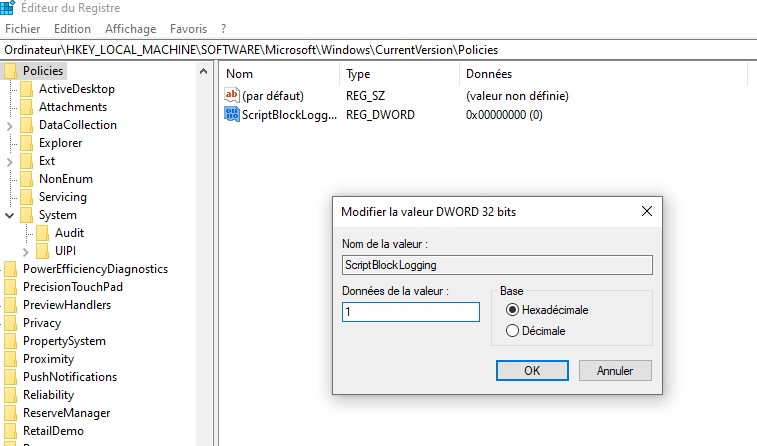 Éditeur du Registre
Fichier Edition Affichage Favoris ?
Ordinateur\HKEY_LOCAL_MACHINE\SOFTWARE\Microsoft\Windows\CurrentVersion\Policies
Policies
ActiveDesktop
Attachments
DataCollection
Explorer
Ext
NonEnum
Servicing
System
Audit
UIPI
PowerEfficiencyDiagnostics
PrecisionTouchPad
PreviewHandlers
Privacy
PropertySystem
Proximity
PushNotifications
Reliability
ReserveManager
RetailDemo
Nom Type Données
(par défaut) REG_SZ (valeur non définie)
ScriptBlockLogg... REG_DWORD 0x00000000 (0)
Modifier la valeur DWORD 32 bits
Nom de la valeur :
ScriptBlockLogging
Données de la valeur :
1
Base
Hexadécimale
Décimale
OK Annuler